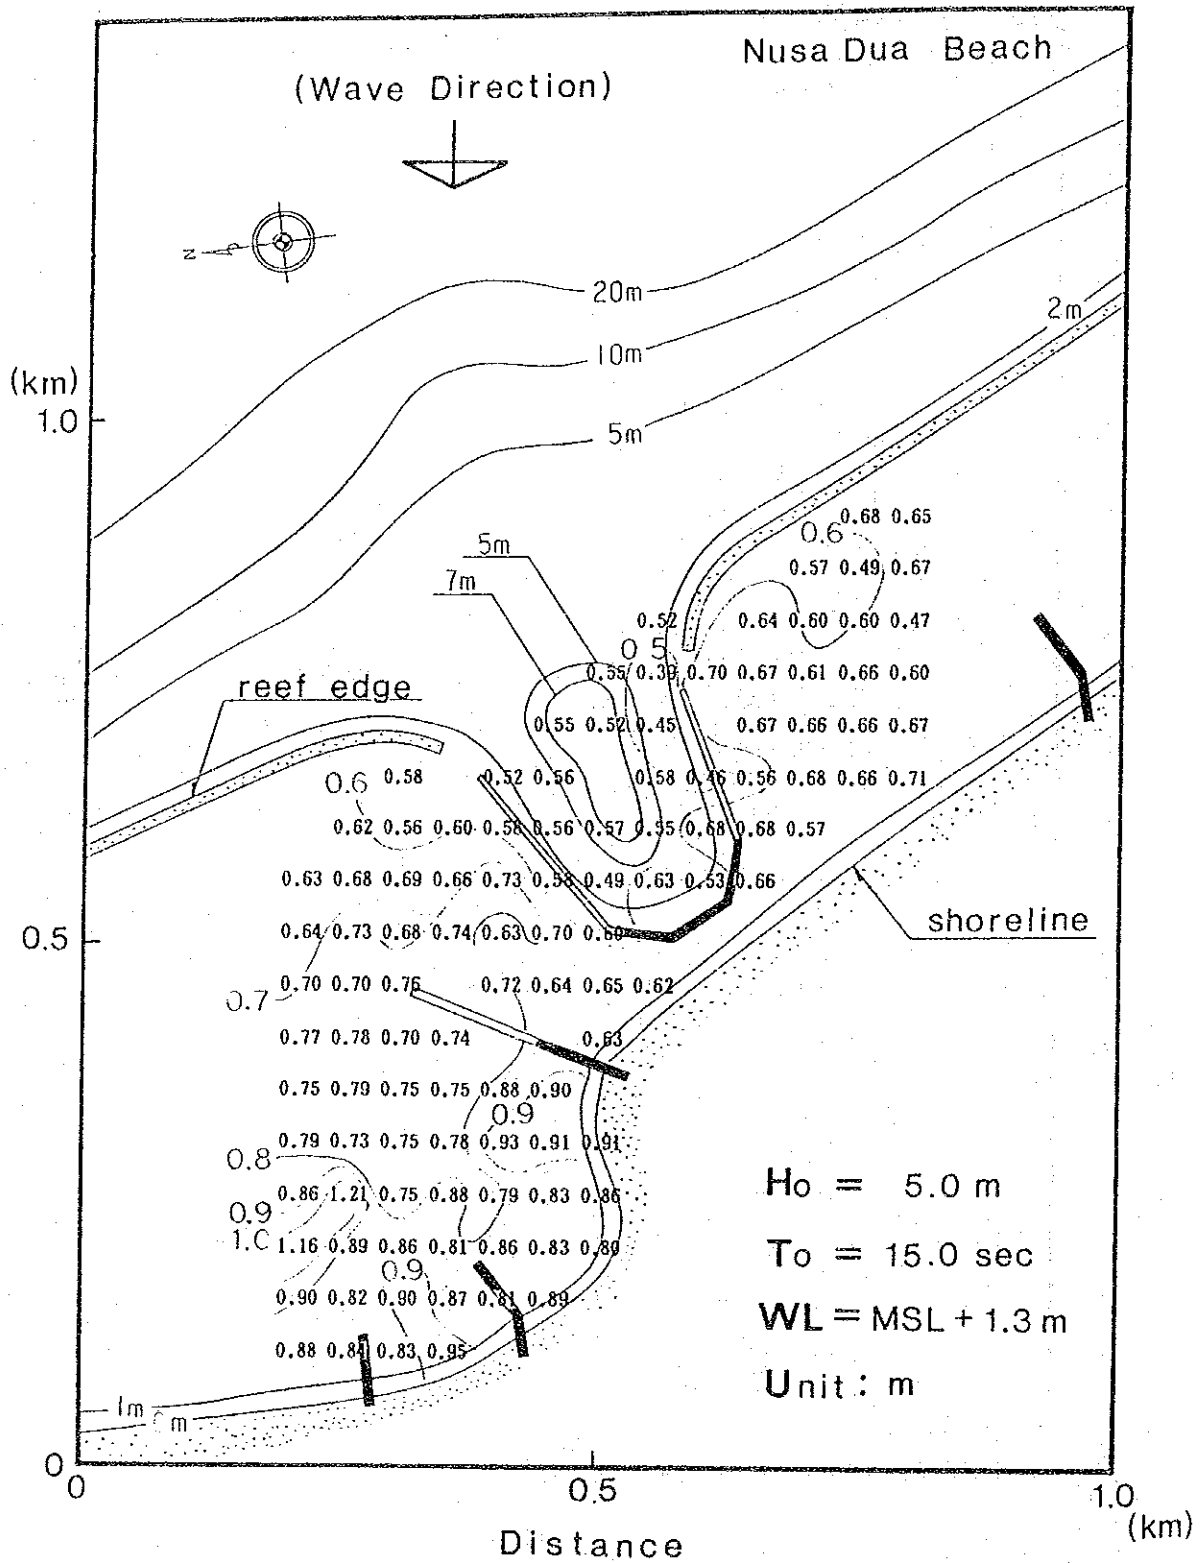 Nusa Dua Beach
(Wave Direction)
N
20m
2m
10m
(km)
1.0
5m
0.68 0.65
0.6
5m
0.57 0.49 0.67
7m
0.52 0.64 0.60 0.60 0.47
0.5
0.55 0.39 0.70 0.67 0.61 0.66 0.60
reef edge
0.55 0.52 0.45 0.67 0.66 0.66 0.67
0.6
0.58 0.52 0.56 0.58 0.46 0.56 0.68 0.66 0.71
0.62 0.56 0.60 0.58 0.56 0.57 0.55 0.68 0.68 0.57
0.63 0.68 0.69 0.66 0.73 0.58 0.49 0.63 0.53 0.66
shoreline
0.5
0.64 0.73 0.68 0.74 0.63 0.70 0.60
0.70 0.70 0.76 0.72 0.64 0.65 0.62
0.7
0.77 0.78 0.70 0.74 0.63
0.75 0.79 0.75 0.75 0.88 0.90
0.9
0.79 0.73 0.75 0.78 0.93 0.91 0.91
0.8
0.86 1.21 0.75 0.88 0.79 0.83 0.86
Ho = 5.0 m
0.9
1.0
1.16 0.89 0.86 0.81 0.86 0.83 0.80
To = 15.0 sec
0.9
0.90 0.82 0.90 0.87 0.81 0.89
WL = MSL + 1.3 m
0.88 0.84 0.83 0.95
Unit : m
1m
m
0
0 0.5 1.0
(km)
Distance